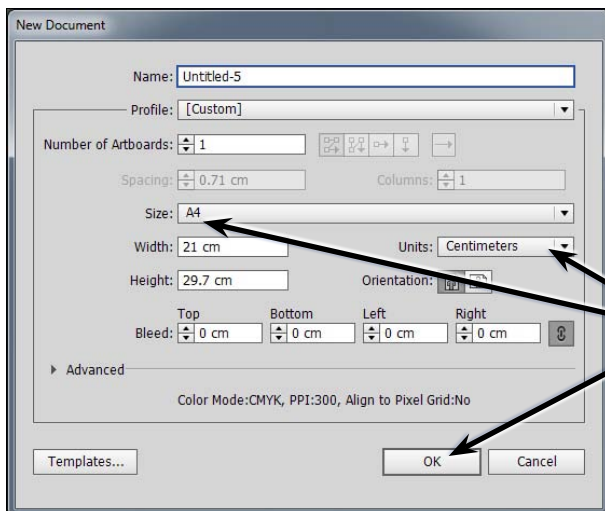 New Document
Name: Untitled-5
Profile: [Custom]
Number of Artboards: 1
Spacing: 0.71 cm Columns: 1
Size: A4
Width: 21 cm Units: Centimeters
Height: 29.7 cm Orientation:
Top Bottom Left Right
Bleed: 0 cm 0 cm 0 cm 0 cm
Advanced
Color Mode:CMYK, PPI:300, Align to Pixel Grid:No
Templates... OK Cancel